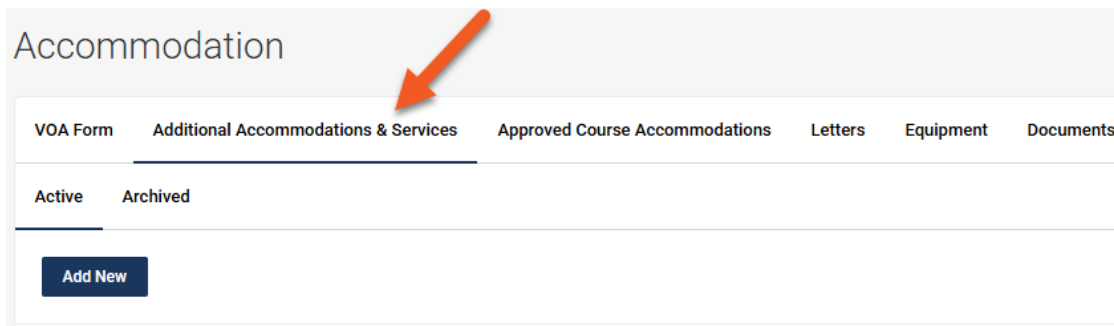 Accommodation
VOA Form Additional Accommodations & Services Approved Course Accommodations Letters Equipment Documents
Active Archived
Add New